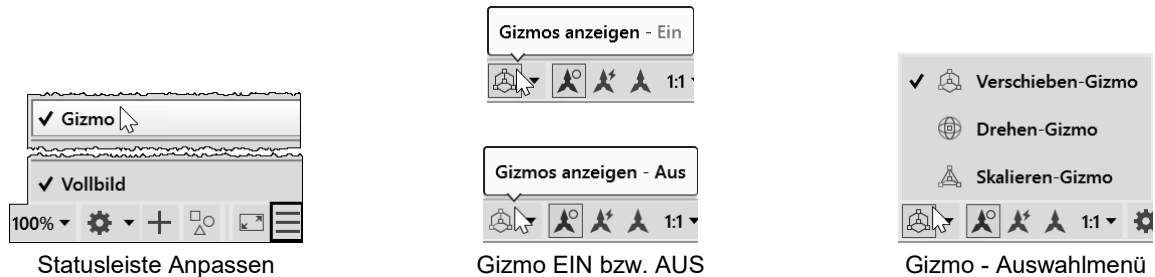 Gizmo
Vollbild
100%
Statusleiste Anpassen
Gizmos anzeigen - Ein
1:1
Gizmos anzeigen - Aus
1:1
Gizmo EIN bzw. AUS
Verschieben-Gizmo
Drehen-Gizmo
Skalieren-Gizmo
1:1
Gizmo - Auswahlmenü